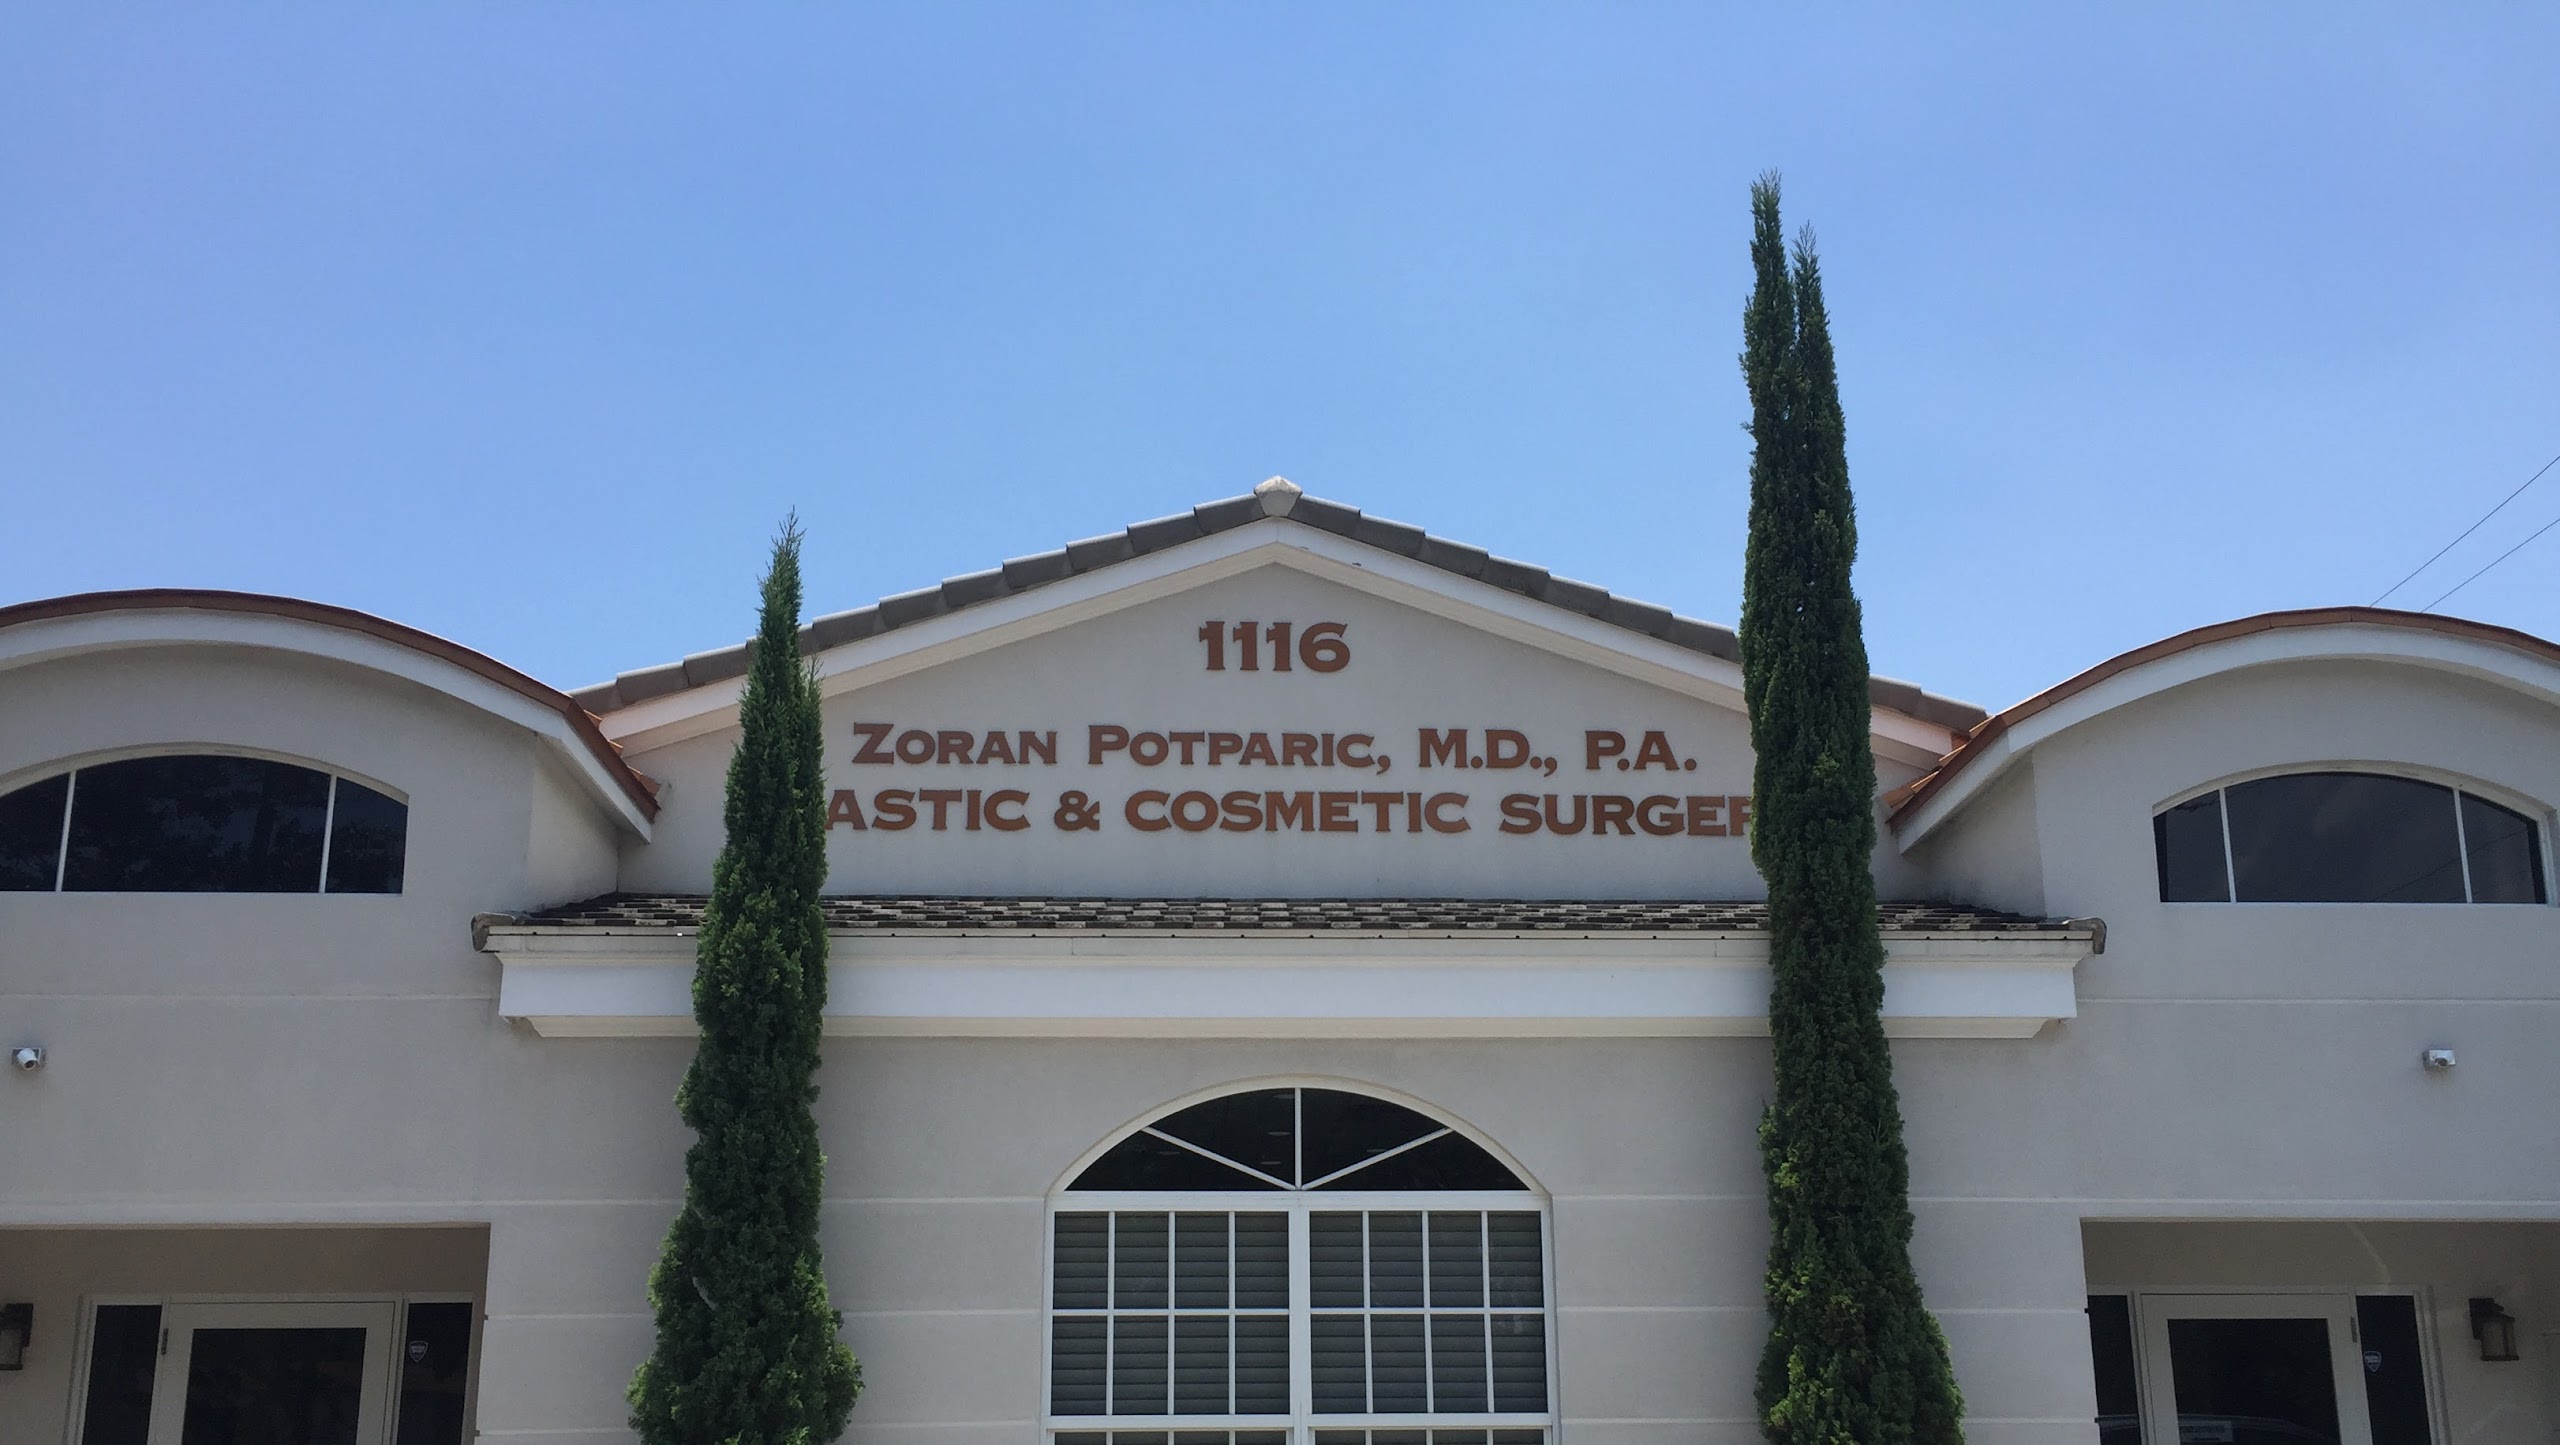 1116
ZORAN POTPARIC, M.D., P.A.
ASTIC & COSMETIC SURGER